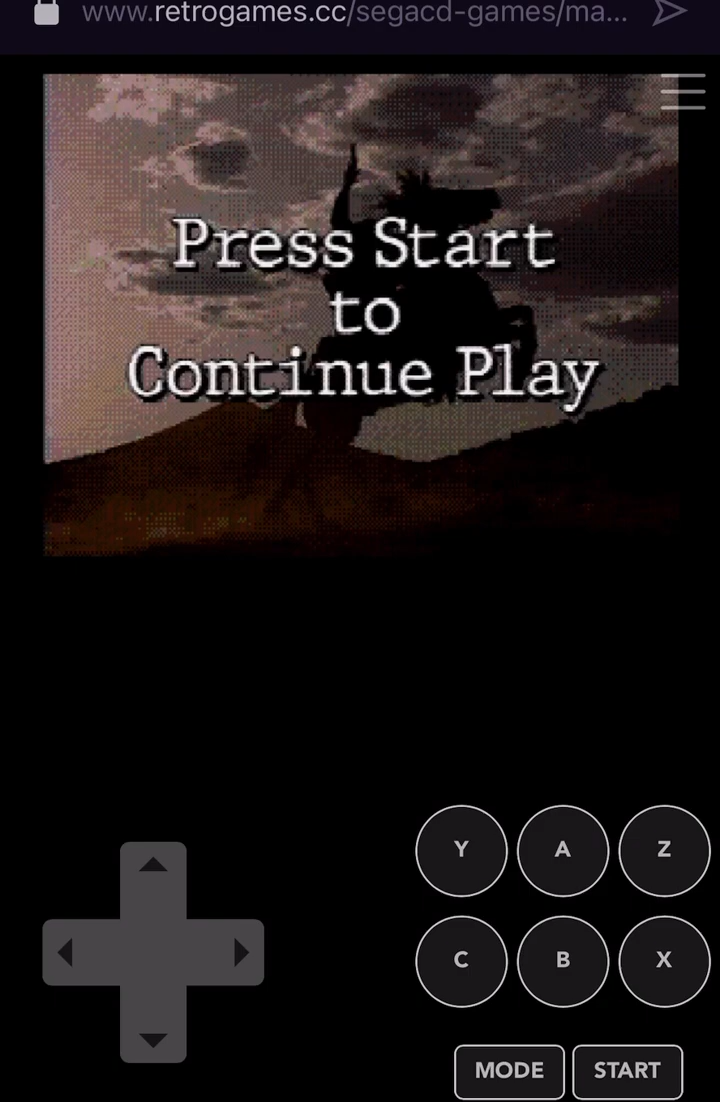 www.retrogames.cc/segacd-games/ma...
Press Start
to
Continue Play
Y A Z
C B X
MODE START